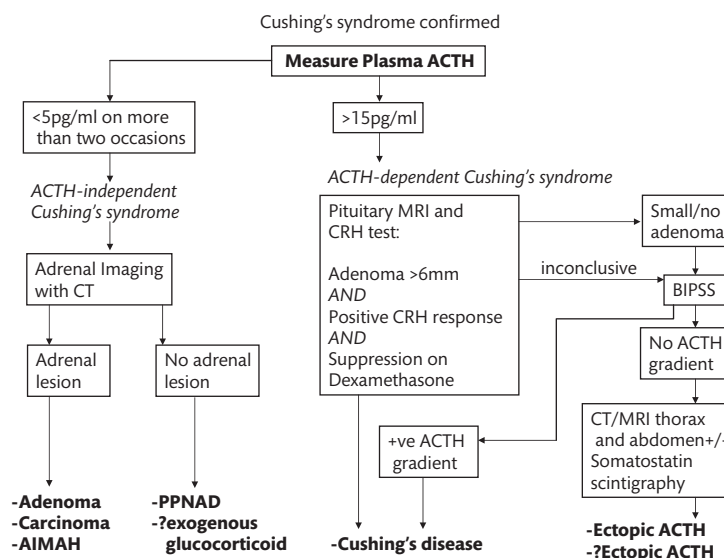 Cushing's syndrome confirmed
Measure Plasma ACTH
<5pg/ml on more
than two occasions
>15pg/ml
ACTH-independent
Cushing's syndrome
ACTH-dependent Cushing's syndrome
Adrenal Imaging
with CT
Adrenal
lesion
No adrenal
lesion
-Adenoma
-Carcinoma
-AIMAH
-PPNAD
-?exogenous
glucocorticoid
Pituitary MRI and
CRH test:
Adenoma >6mm
AND
Positive CRH response
AND
Suppression on
Dexamethasone
Small/no
adenoma
inconclusive
BIPSS
No ACTH
gradient
+ve ACTH
gradient
CT/MRI thorax
and abdomen+/-
Somatostatin
scintigraphy
-Cushing's disease
-Ectopic ACTH
-?Ectopic ACTH